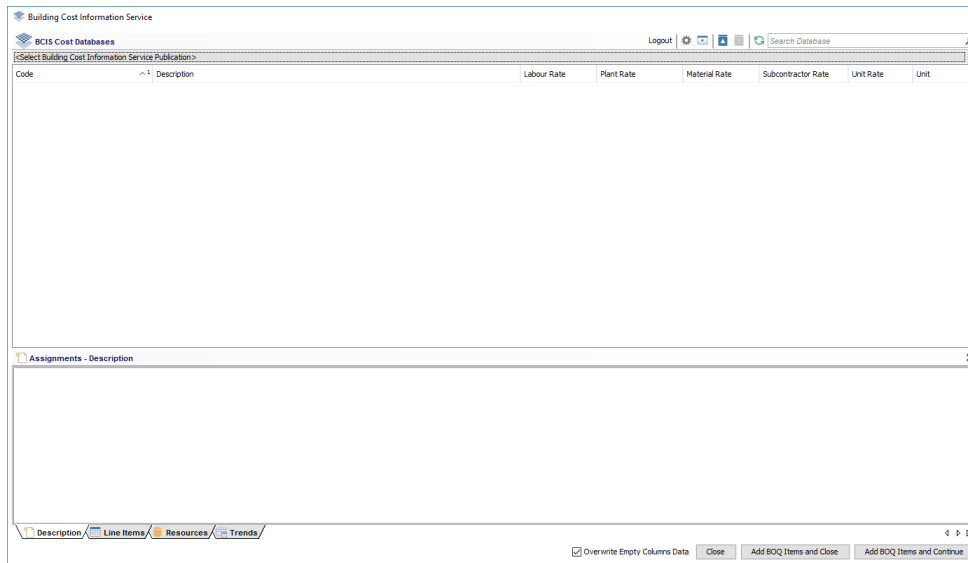 Building Cost Information Service
BCIS Cost Databases Logout Search Database
<Select Building Cost Information Service Publication>
Code 1 Description Labour Rate Plant Rate Material Rate Subcontractor Rate Unit Rate Unit
Assignments - Description
Description Line Items Resources Trends
Overwrite Empty Columns Data Close Add BOQ Items and Close Add BOQ Items and Continue